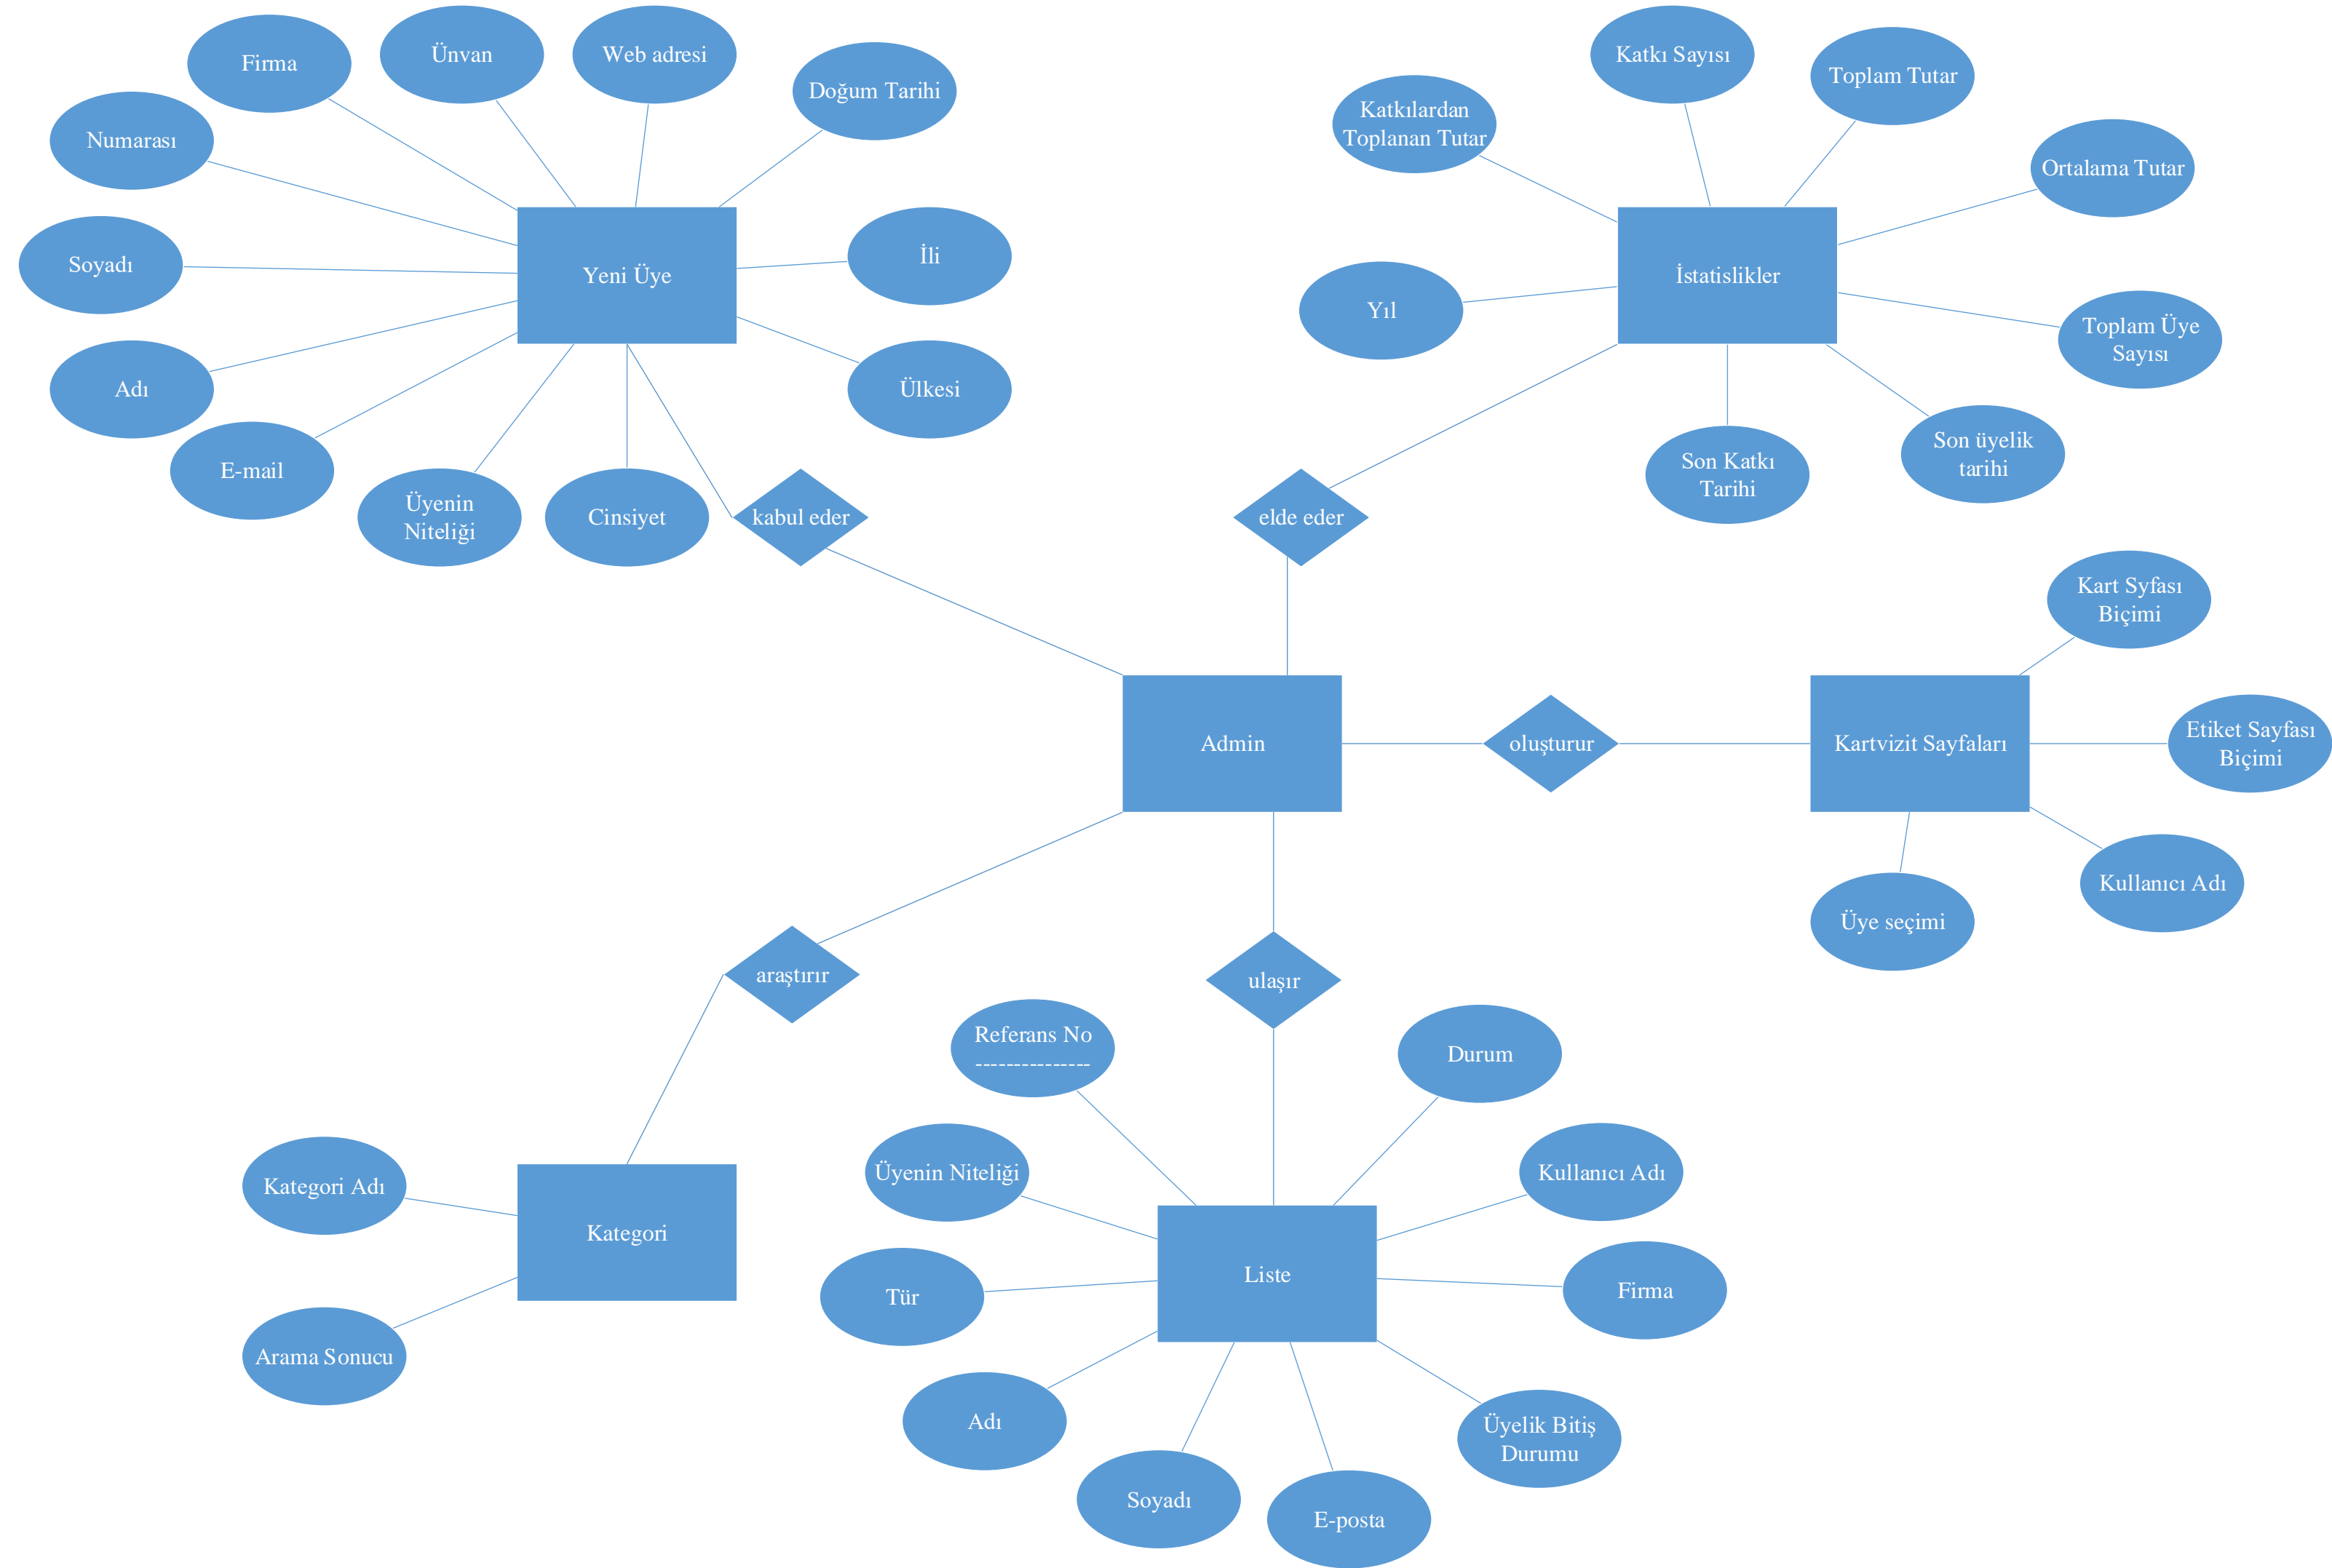 Firma
Ünvan
Web adresi
Doğum Tarihi
Numarası
Soyadı
Yeni Üye
İli
Adı
Ülkesi
E-mail
Üyenin
Niteliği
Cinsiyet
kabul eder
Katkı Sayısı
Toplam Tutar
Katkılardan
Toplanan Tutar
Ortalama Tutar
İstatislikler
Yıl
Toplam Üye
Sayısı
Son üyelik
tarihi
Son Katkı
Tarihi
elde eder
Kart Syfası
Biçimi
Admin
oluşturur
Kartvizit Sayfaları
Etiket Sayfası
Biçimi
Kullanıcı Adı
Üye seçimi
araştırır
ulaşır
Referans No
---------------
Durum
Üyenin Niteliği
Kullanıcı Adı
Kategori Adı
Kategori
Liste
Tür
Firma
Arama Sonucu
Adı
Üyelik Bitiş
Durumu
Soyadı
E-posta